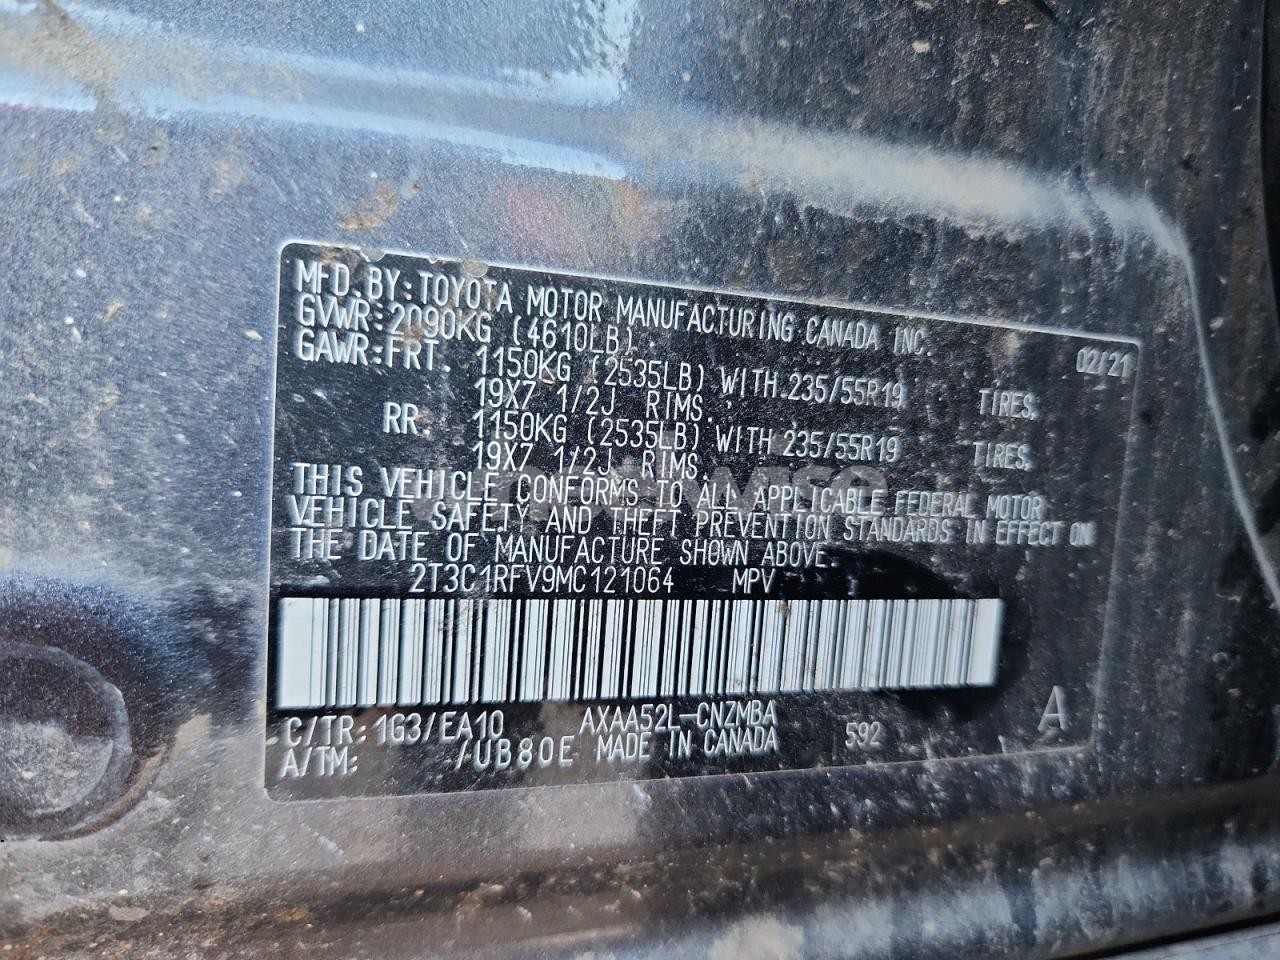 MFD. BY: TOYOTA MOTOR MANUFACTURING CANADA INC.
GVWR: 2090KG (4610LB) 02/21
GAWR: FRT. 1150KG (2535LB) WITH 235/55R19 TIRES,
19X7 1/2J RIMS.
RR. 1150KG (2535LB) WITH 235/55R19 TIRES,
19X7 1/2J RIMS.
THIS VEHICLE CONFORMS TO ALL APPLICABLE FEDERAL MOTOR
VEHICLE SAFETY, AND THEFT PREVENTION STANDARDS IN EFFECT ON
THE DATE OF MANUFACTURE SHOWN ABOVE.
2T3C1RFV9MC121064 MPV
C/TR: 1G3/EA10 AXAA52L-CNZMBA 592 A
A/TM: /UB80E MADE IN CANADA